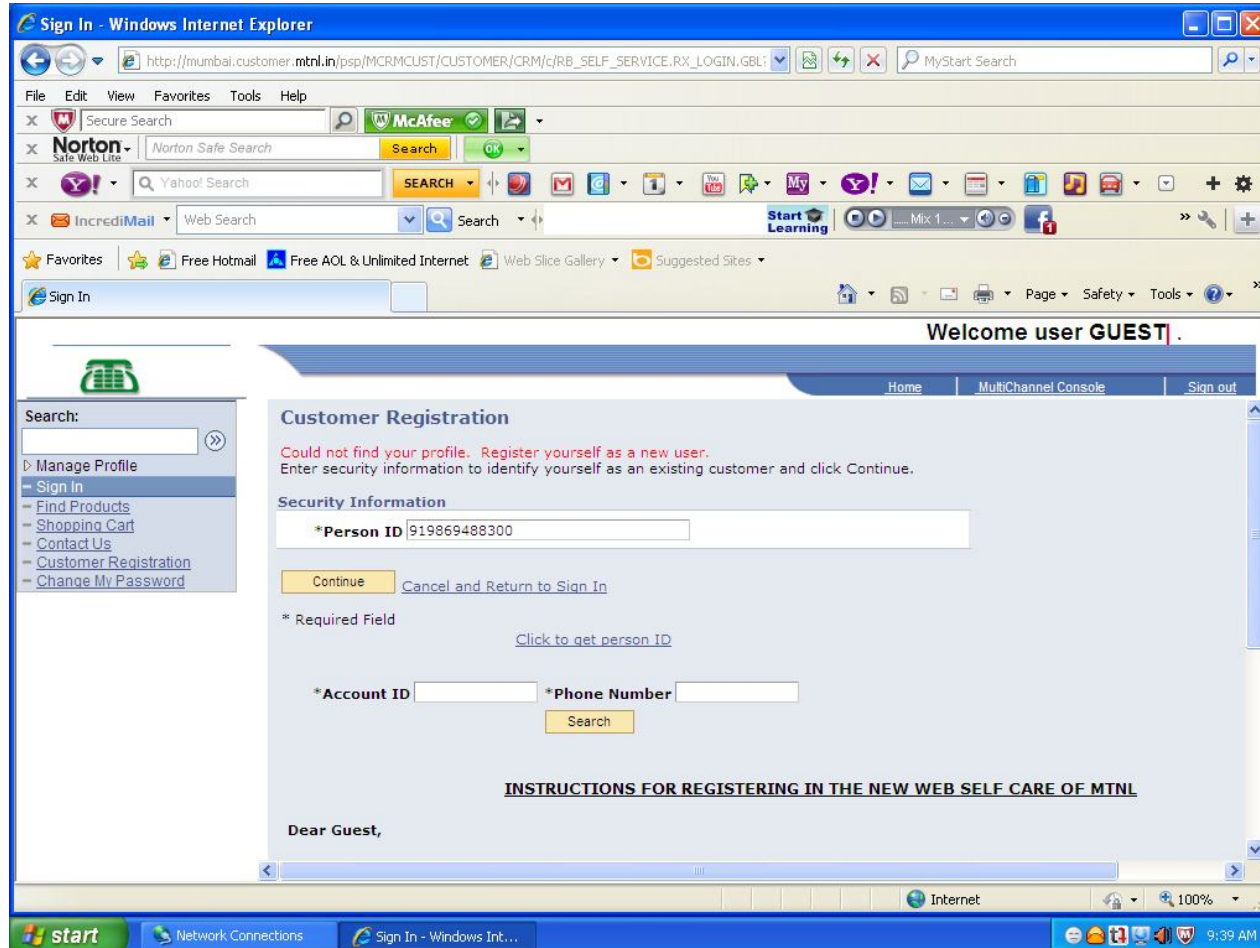 Sign In - Windows Internet Explorer
http://mumbai.customer.mtnl.in/psp/MCRMCUST/CUSTOMER/CRM/c/RB_SELF_SERVICE.RX_LOGIN.GBL?
MyStart Search
File Edit View Favorites Tools Help
x Secure Search McAfee
x Norton Safe Web Lite Norton Safe Search Search OK
x Y! Yahoo! Search SEARCH My Y!
x IncrediMail Web Search Search Start Learning ..... Mix 1...
Favorites Free Hotmail Free AOL & Unlimited Internet Web Slice Gallery Suggested Sites
Sign In Page Safety Tools
Welcome user GUEST| .
Home MultiChannel Console Sign out
Search:
Manage Profile
– Sign In
– Find Products
– Shopping Cart
– Contact Us
– Customer Registration
– Change My Password
Customer Registration
Could not find your profile. Register yourself as a new user.
Enter security information to identify yourself as an existing customer and click Continue.
Security Information
*Person ID 919869488300
Continue Cancel and Return to Sign In
* Required Field
Click to get person ID
*Account ID *Phone Number
Search
INSTRUCTIONS FOR REGISTERING IN THE NEW WEB SELF CARE OF MTNL
Dear Guest,
Internet 100%
start Network Connections Sign In - Windows Int... 9:39 AM